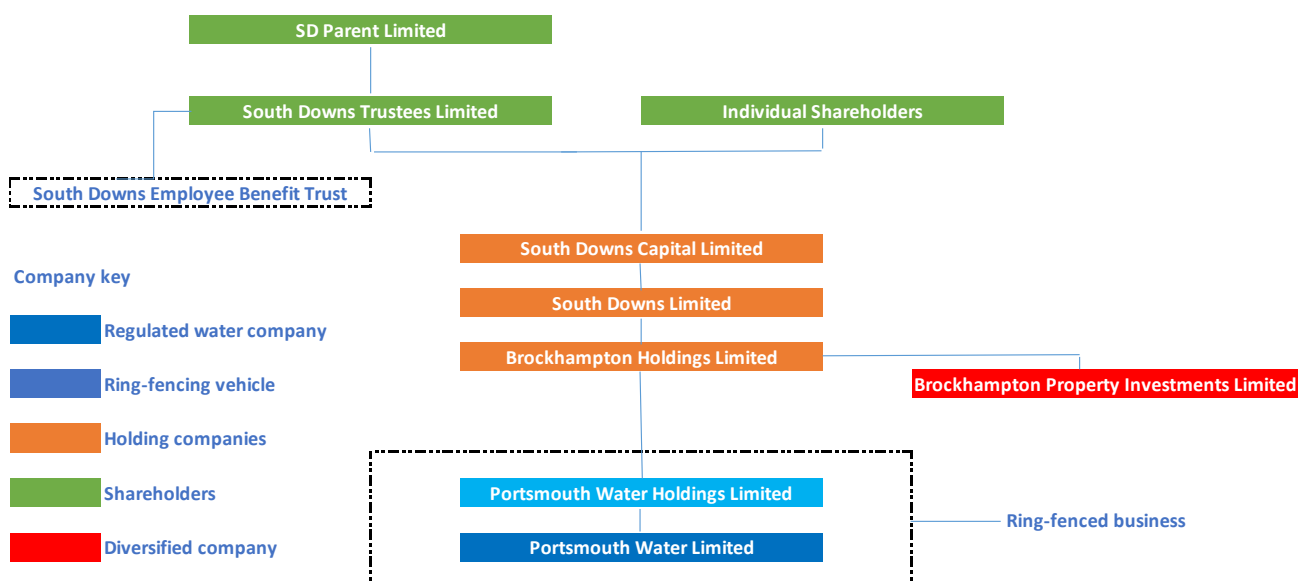 SD Parent Limited
South Downs Trustees Limited
Individual Shareholders
South Downs Employee Benefit Trust
South Downs Capital Limited
Company key
South Downs Limited
Regulated water company
Brockhampton Holdings Limited
Ring-fencing vehicle
Brockhampton Property Investments Limited
Holding companies
Shareholders
Portsmouth Water Holdings Limited
Ring-fenced business
Diversified company
Portsmouth Water Limited